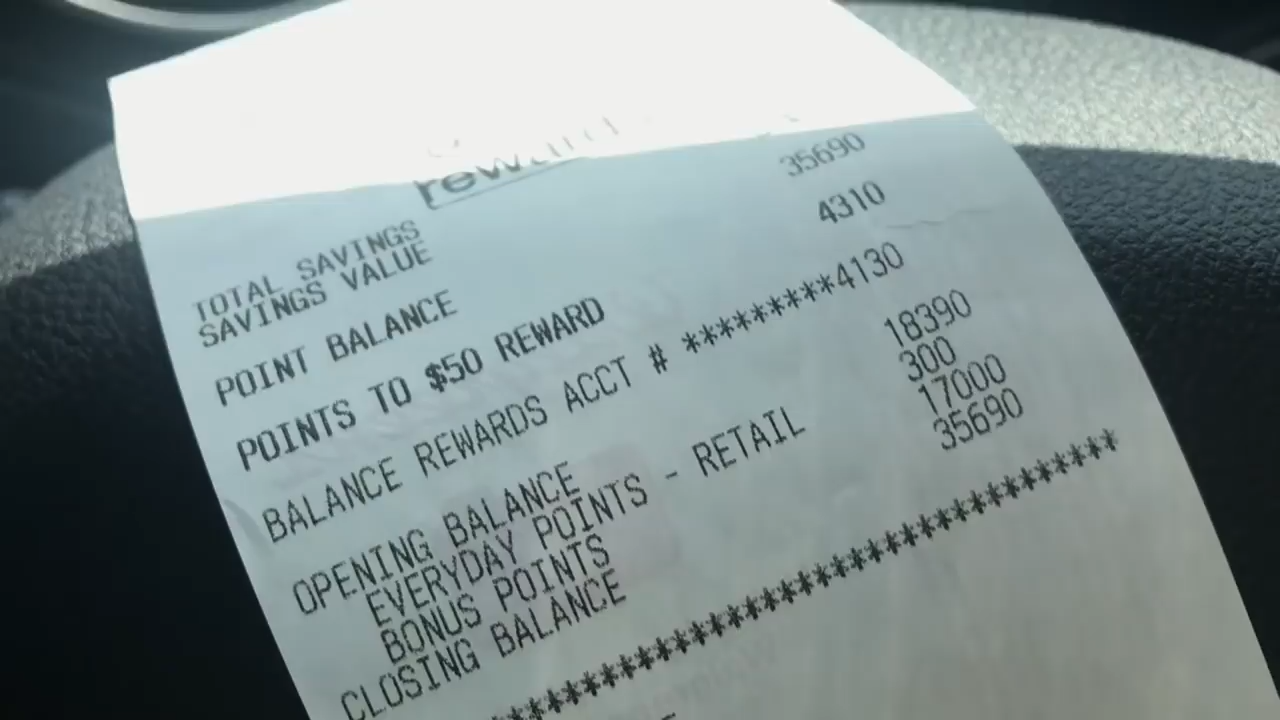 TOTAL SAVINGS
SAVINGS VALUE
POINT BALANCE 35690
POINTS TO $50 REWARD 4310
BALANCE REWARDS ACCT # *********4130
OPENING BALANCE 18390
EVERYDAY POINTS - RETAIL 300
BONUS POINTS 17000
CLOSING BALANCE 35690
**************************************